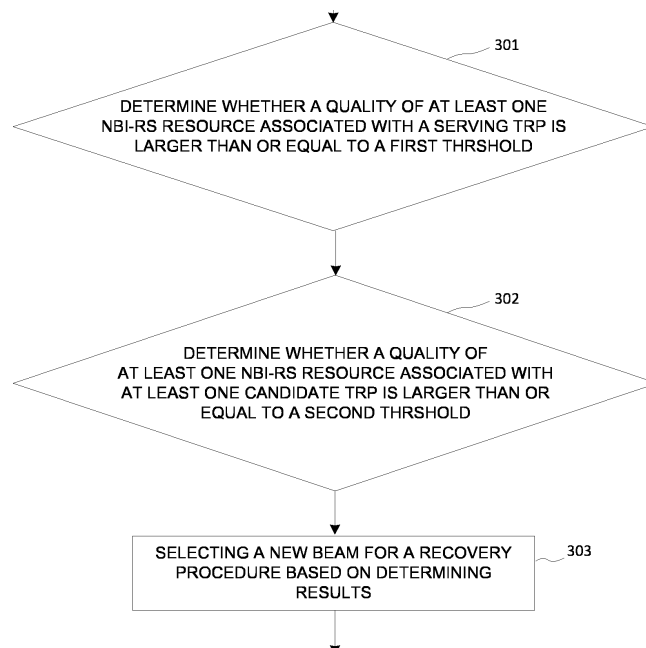 301
DETERMINE WHETHER A QUALITY OF AT LEAST ONE
NBI-RS RESOURCE ASSOCIATED WITH A SERVING TRP IS
LARGER THAN OR EQUAL TO A FIRST THRSHOLD
302
DETERMINE WHETHER A QUALITY OF
AT LEAST ONE NBI-RS RESOURCE ASSOCIATED WITH
AT LEAST ONE CANDIDATE TRP IS LARGER THAN OR
EQUAL TO A SECOND THRSHOLD
303
SELECTING A NEW BEAM FOR A RECOVERY
PROCEDURE BASED ON DETERMINING
RESULTS